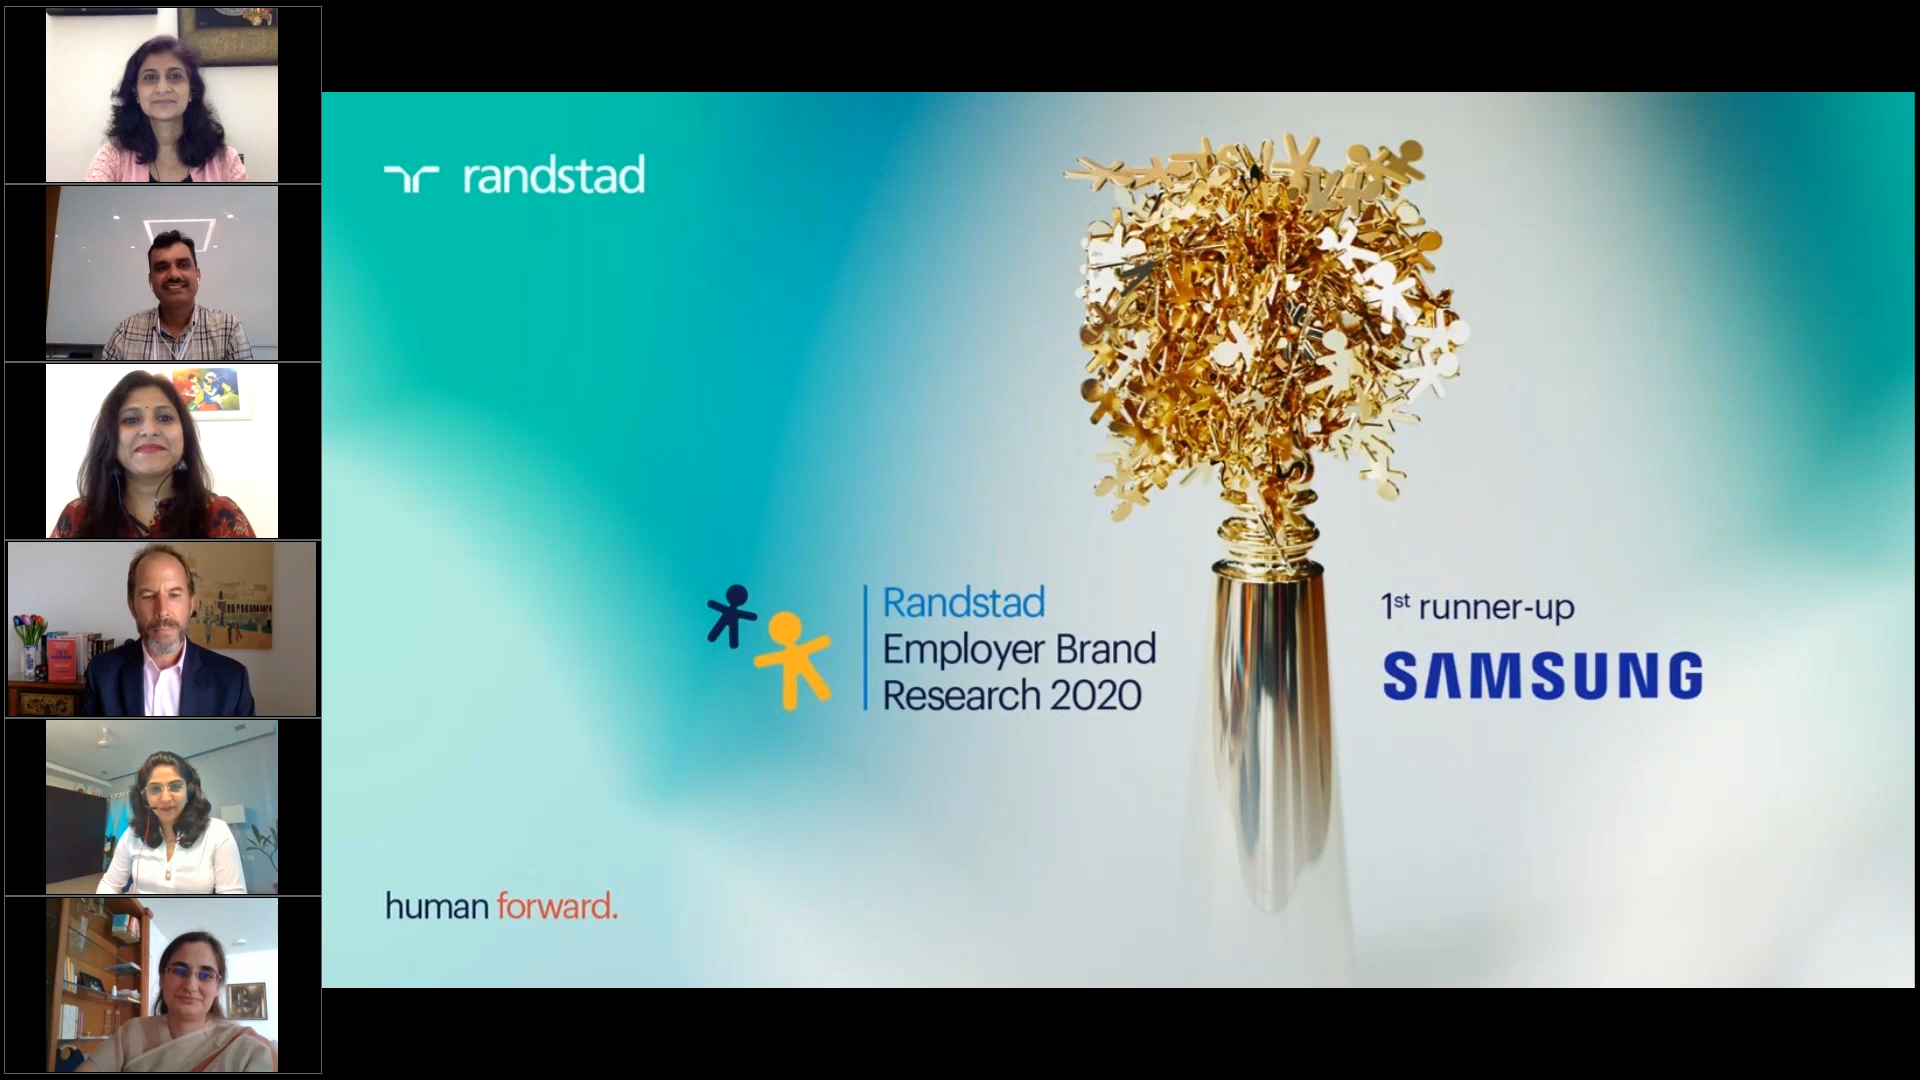 randstad
Randstad
Employer Brand
Research 2020
1st runner-up
SAMSUNG
human forward.